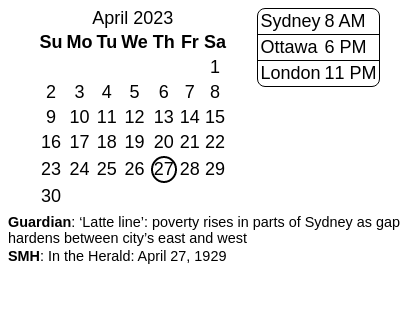 April 2023
Su Mo Tu We Th Fr Sa
1
2 3 4 5 6 7 8
9 10 11 12 13 14 15
16 17 18 19 20 21 22
23 24 25 26 27 28 29
30
Sydney 8 AM
Ottawa 6 PM
London 11 PM
Guardian: ‘Latte line’: poverty rises in parts of Sydney as gap
hardens between city’s east and west
SMH: In the Herald: April 27, 1929